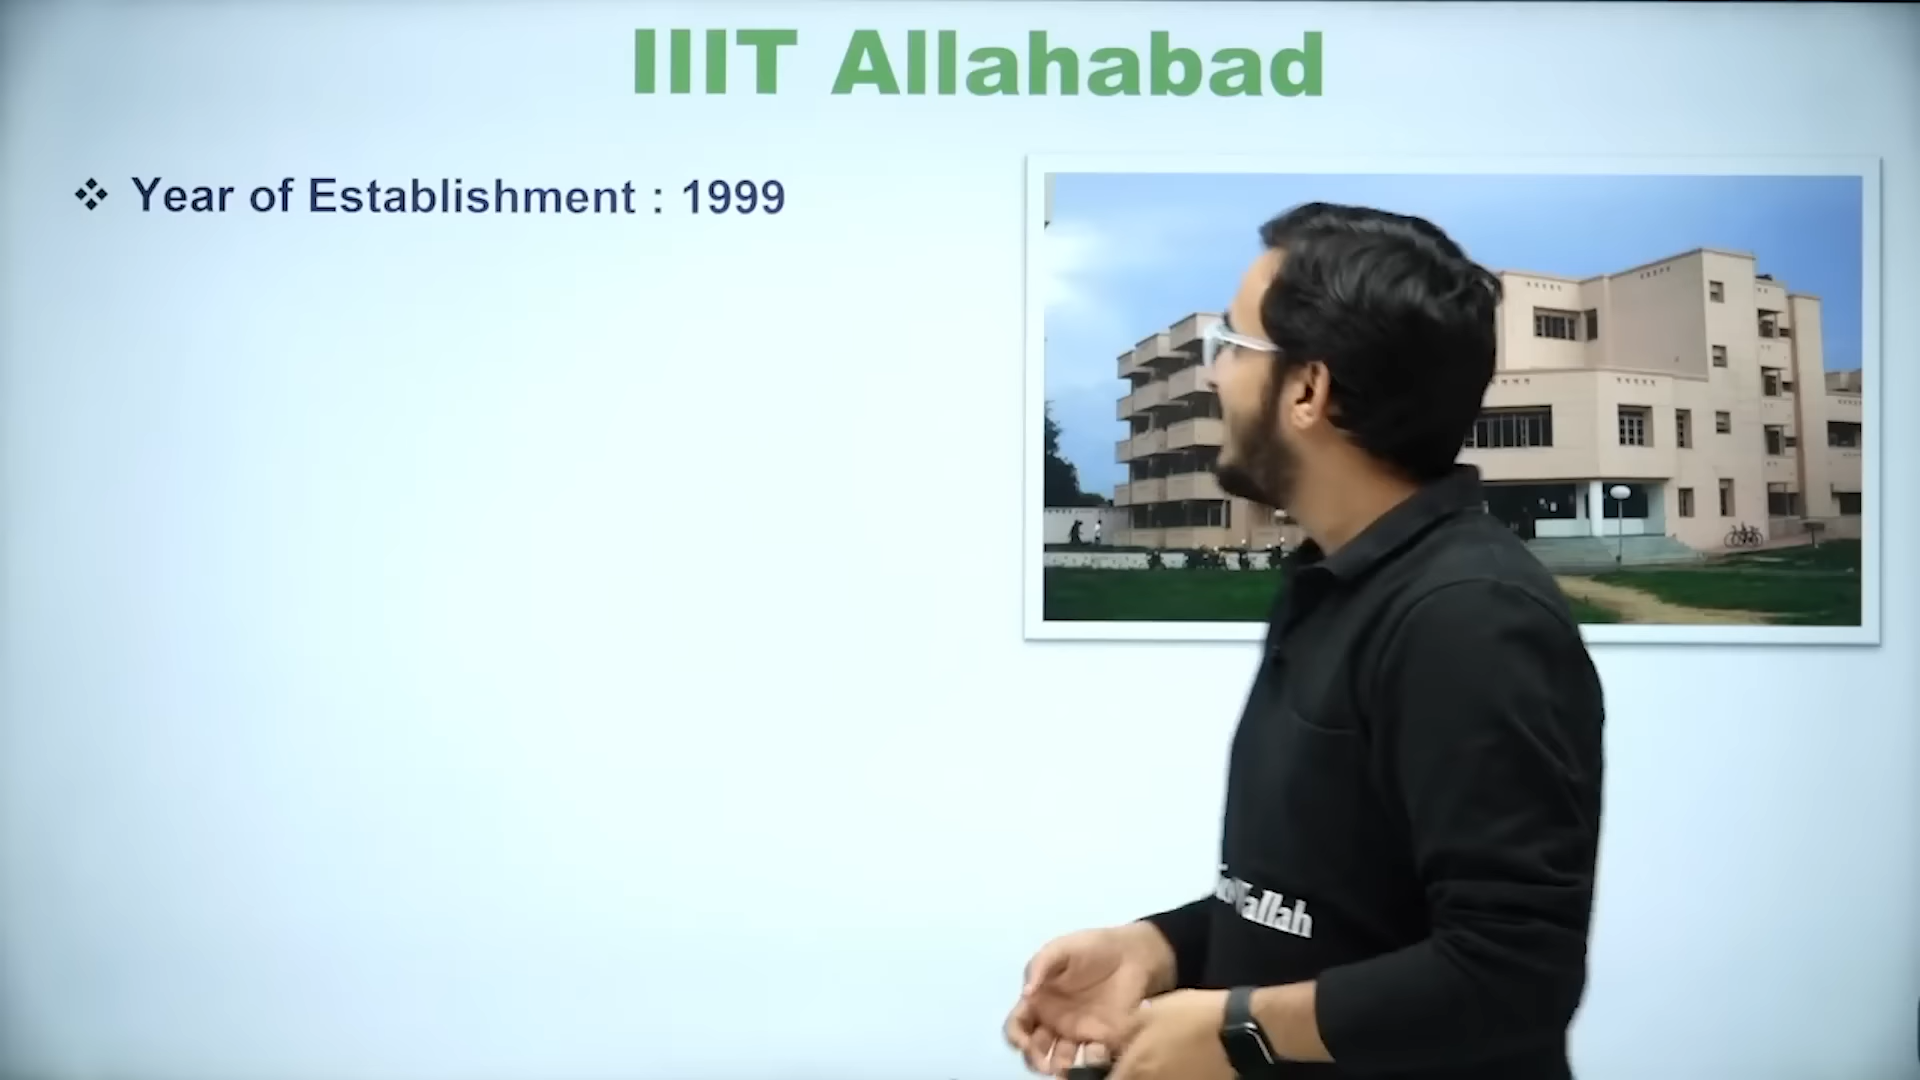 IIIT Allahabad
❖ Year of Establishment : 1999